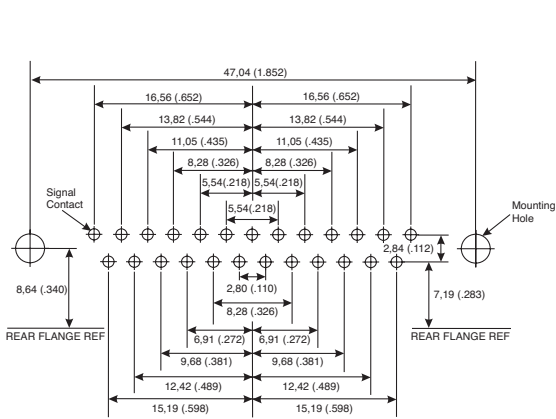 47,04 (1.852)
16,56 (.652) 16,56 (.652)
13,82 (.544) 13,82 (.544)
11,05 (.435) 11,05 (.435)
8,28 (.326) 8,28 (.326)
5,54(.218) 5,54(.218)
5,54(.218)
Signal
Contact
Mounting
Hole
2,84 (.112)
8,64 (.340)
2,80 (.110)
7,19 (.283)
8,28 (.326)
REAR FLANGE REF
6,91 (.272) 6,91 (.272)
REAR FLANGE REF
9,68 (.381) 9,68 (.381)
12,42 (.489) 12,42 (.489)
15,19 (.598) 15,19 (.598)